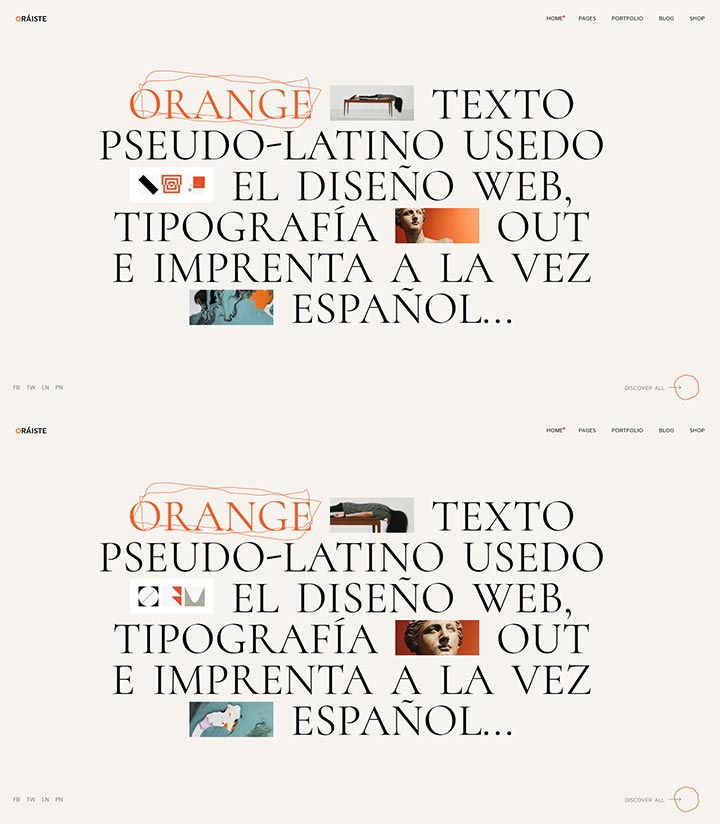 ORÁISTE
HOME PAGES PORTFOLIO BLOG SHOP
ORANGE TEXTO
PSEUDO-LATINO USEDO
EL DISEÑO WEB,
TIPOGRAFÍA OUT
E IMPRENTA A LA VEZ
ESPAÑOL...
FB TW LN PN
DISCOVER ALL
ORÁISTE
HOME PAGES PORTFOLIO BLOG SHOP
ORANGE TEXTO
PSEUDO-LATINO USEDO
EL DISEÑO WEB,
TIPOGRAFÍA OUT
E IMPRENTA A LA VEZ
ESPAÑOL...
FB TW LN PN
DISCOVER ALL